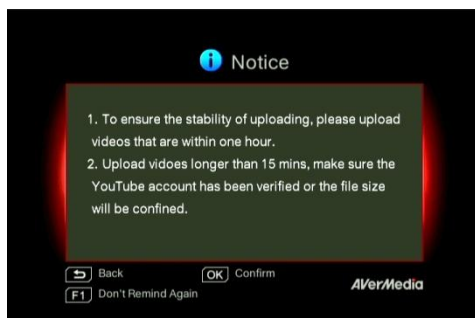 Notice
1. To ensure the stability of uploading, please upload
videos that are within one hour.
2. Upload vidoes longer than 15 mins, make sure the
YouTube account has been verified or the file size
will be confined.
Back
OK Confirm
AVerMedia
F1 Don't Remind Again